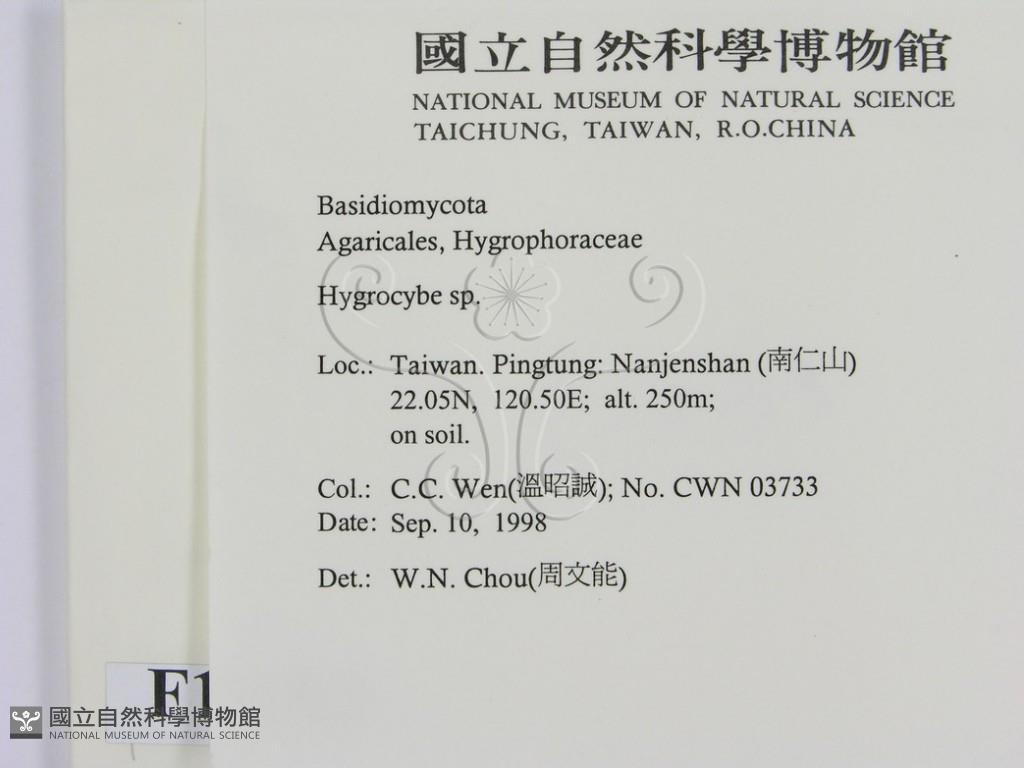 國立自然科學博物館
NATIONAL MUSEUM OF NATURAL SCIENCE
TAICHUNG, TAIWAN, R.O.CHINA
Basidiomycota
Agaricales, Hygrophoraceae
Hygrocybe sp.
Loc.: Taiwan. Pingtung: Nanjenshan (南仁山)
22.05N, 120.50E; alt. 250m;
on soil.
Col.: C.C. Wen(溫昭誠); No. CWN 03733
Date: Sep. 10, 1998
Det.: W.N. Chou(周文能)
F1
國立自然科學博物館
NATIONAL MUSEUM OF NATURAL SCIENCE